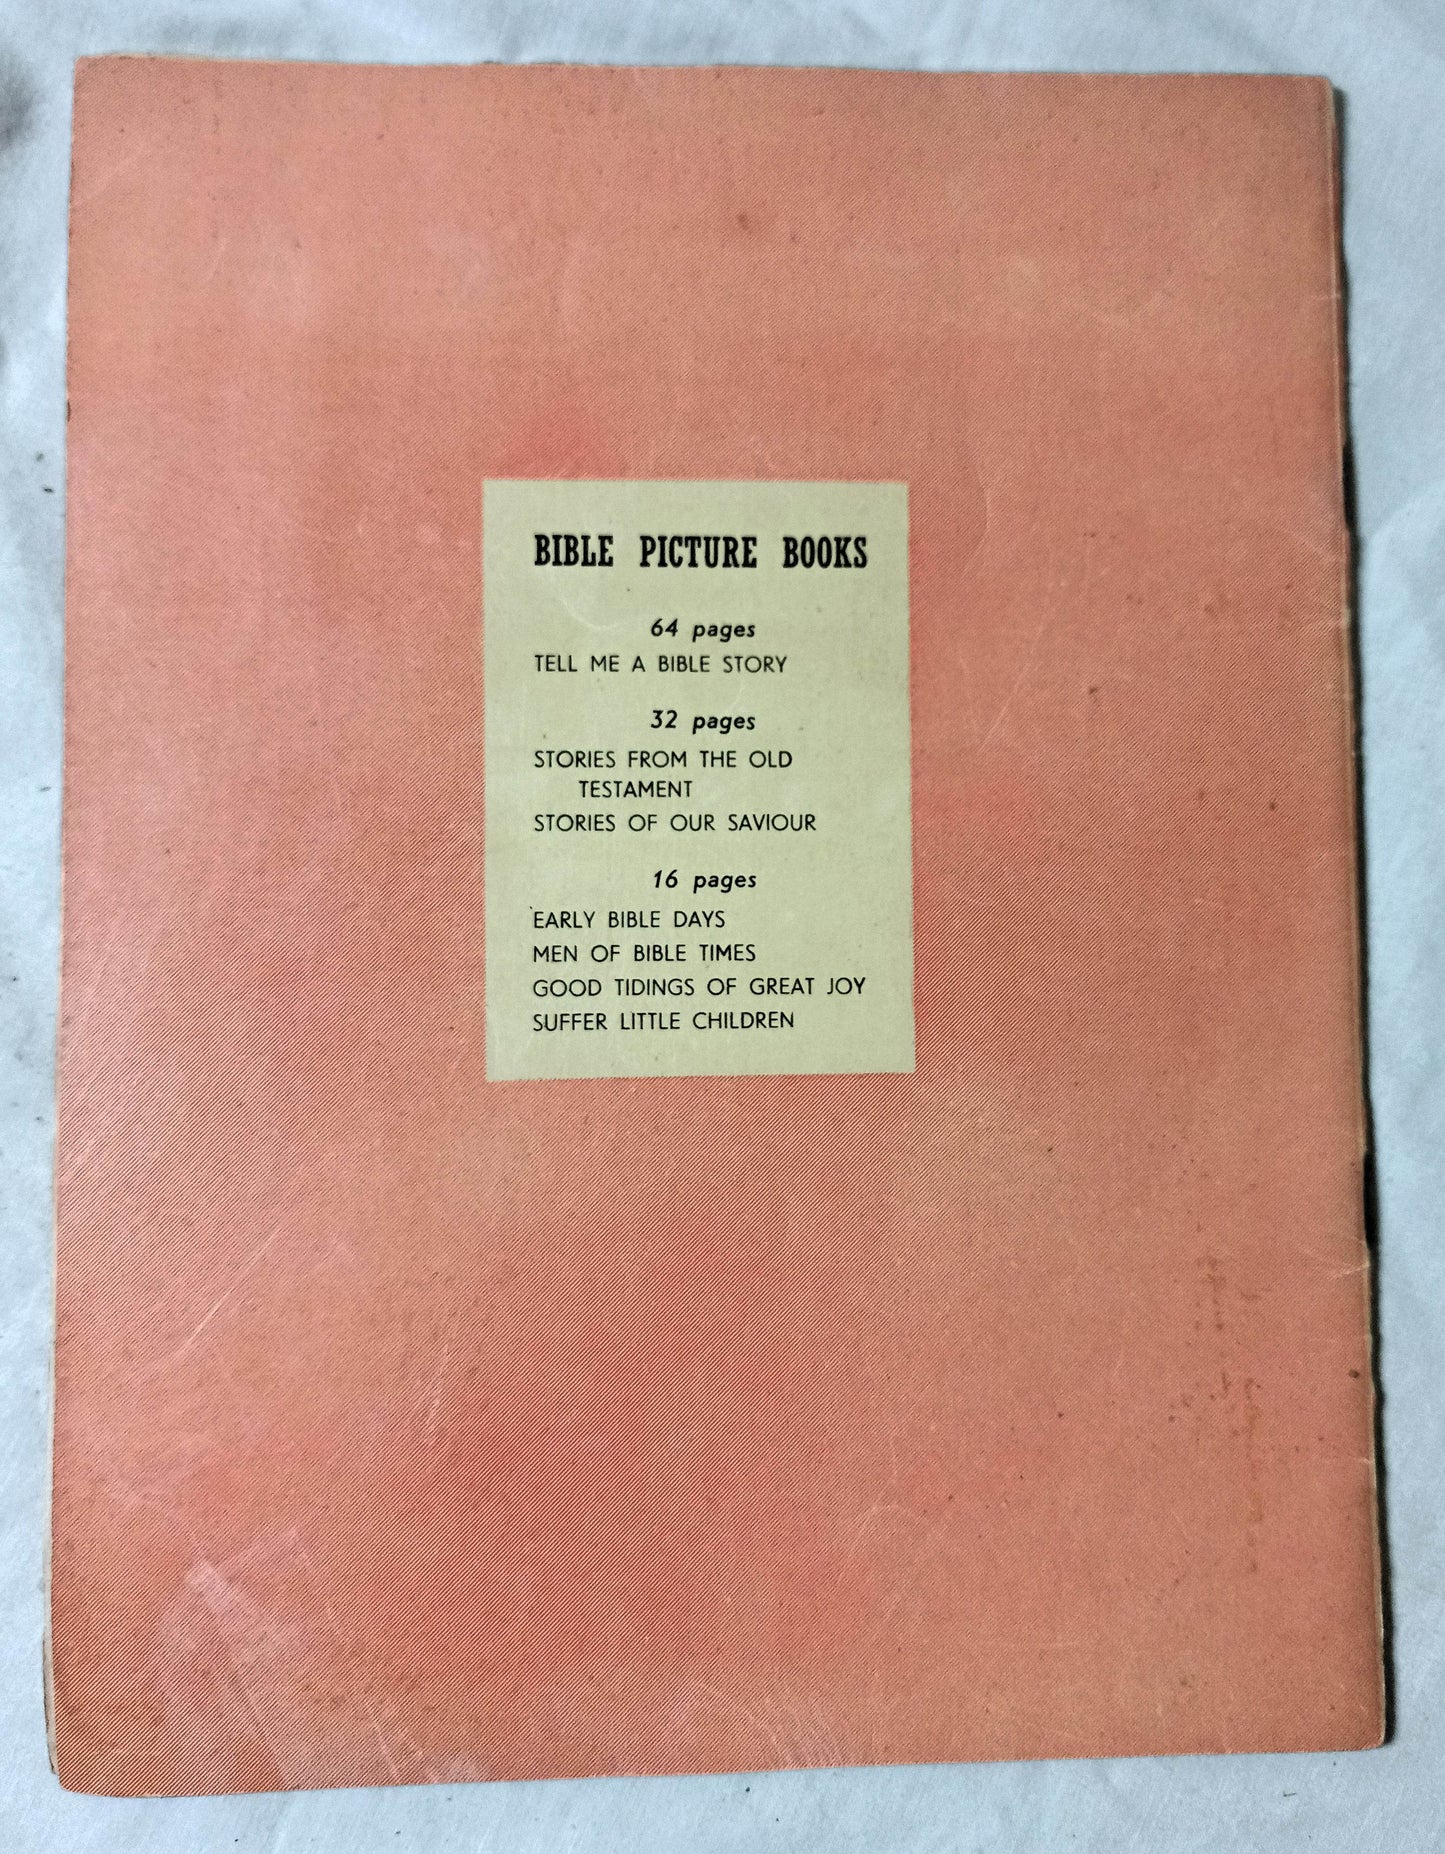 BIBLE PICTURE BOOKS
64 pages
TELL ME A BIBLE STORY
32 pages
STORIES FROM THE OLD
TESTAMENT
STORIES OF OUR SAVIOUR
16 pages
EARLY BIBLE DAYS
MEN OF BIBLE TIMES
GOOD TIDINGS OF GREAT JOY
SUFFER LITTLE CHILDREN